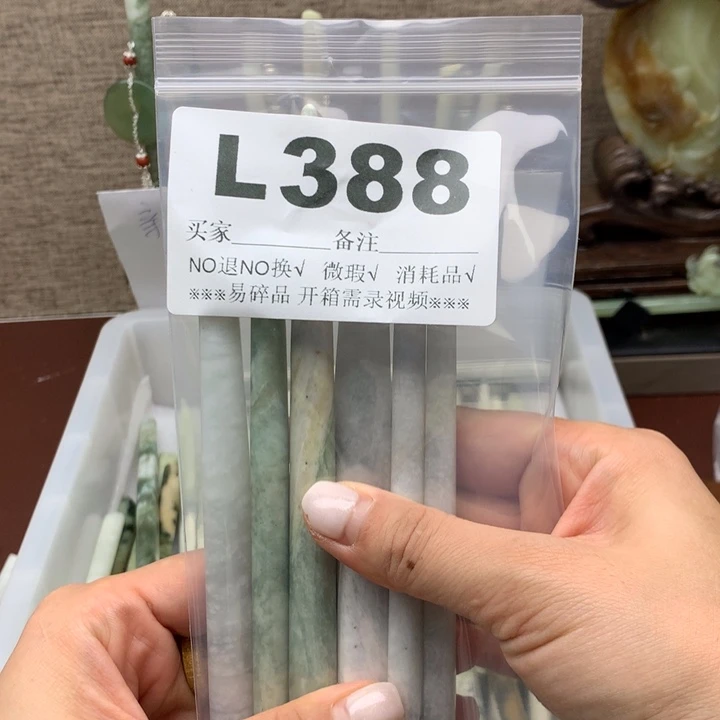 L388
买家________ 备注________
NO退NO换√ 微瑕√ 消耗品√
※※※易碎品 开箱需录视频※※※